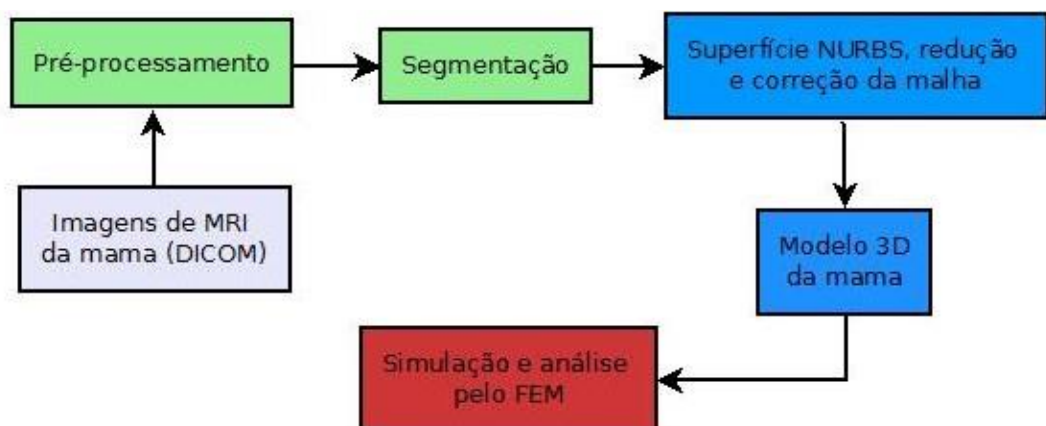 Pré-processamento
Segmentação
Superfície NURBS, redução
e correção da malha
Imagens de MRI
da mama (DICOM)
Modelo 3D
da mama
Simulação e análise
pelo FEM